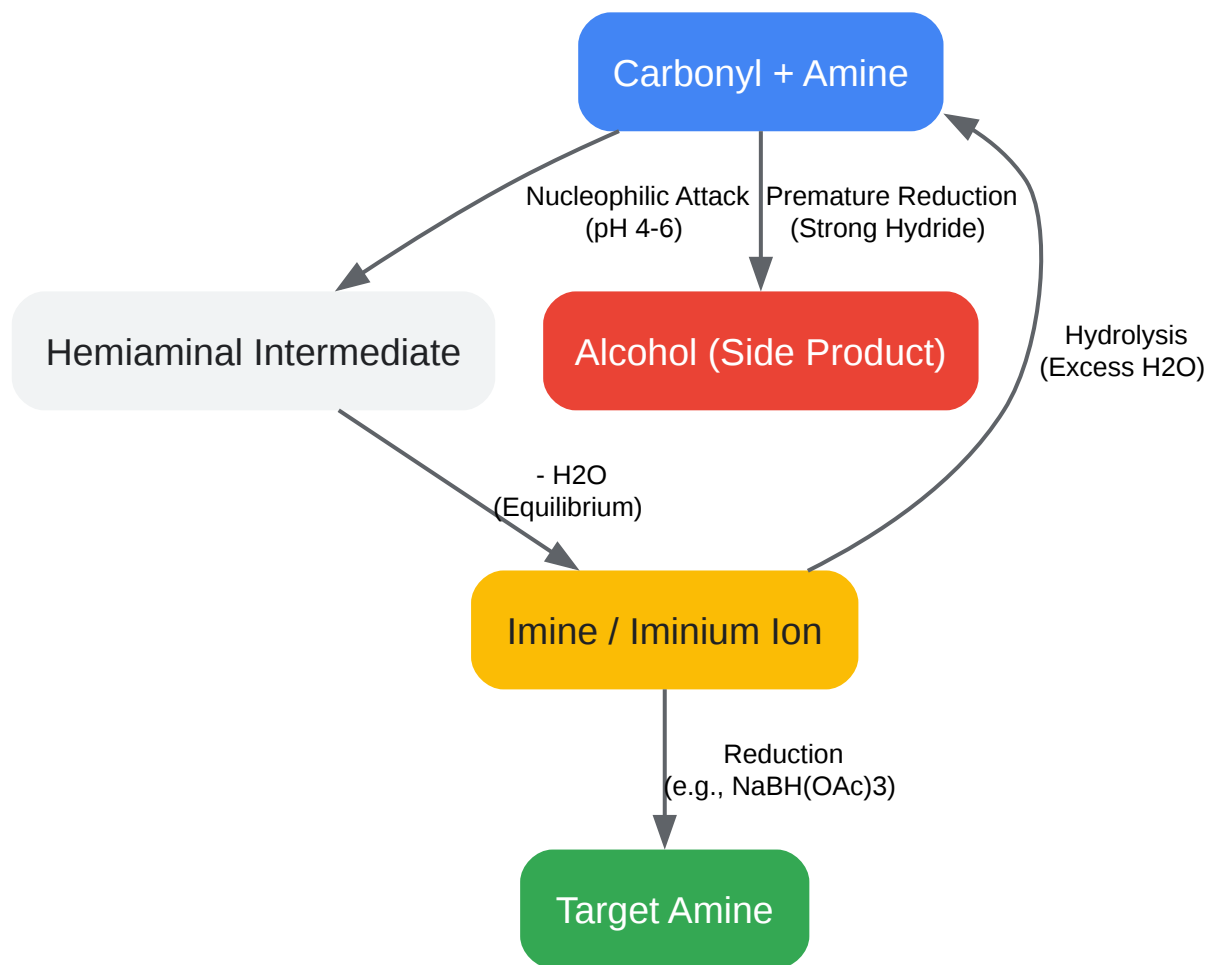 Carbonyl + Amine
Nucleophilic Attack
(pH 4-6)
Premature Reduction
(Strong Hydride)
Hemiaminal Intermediate
Alcohol (Side Product)
Hydrolysis
(Excess H2O)
- H2O
(Equilibrium)
Imine / Iminium Ion
Reduction
(e.g., NaBH(OAc)3)
Target Amine